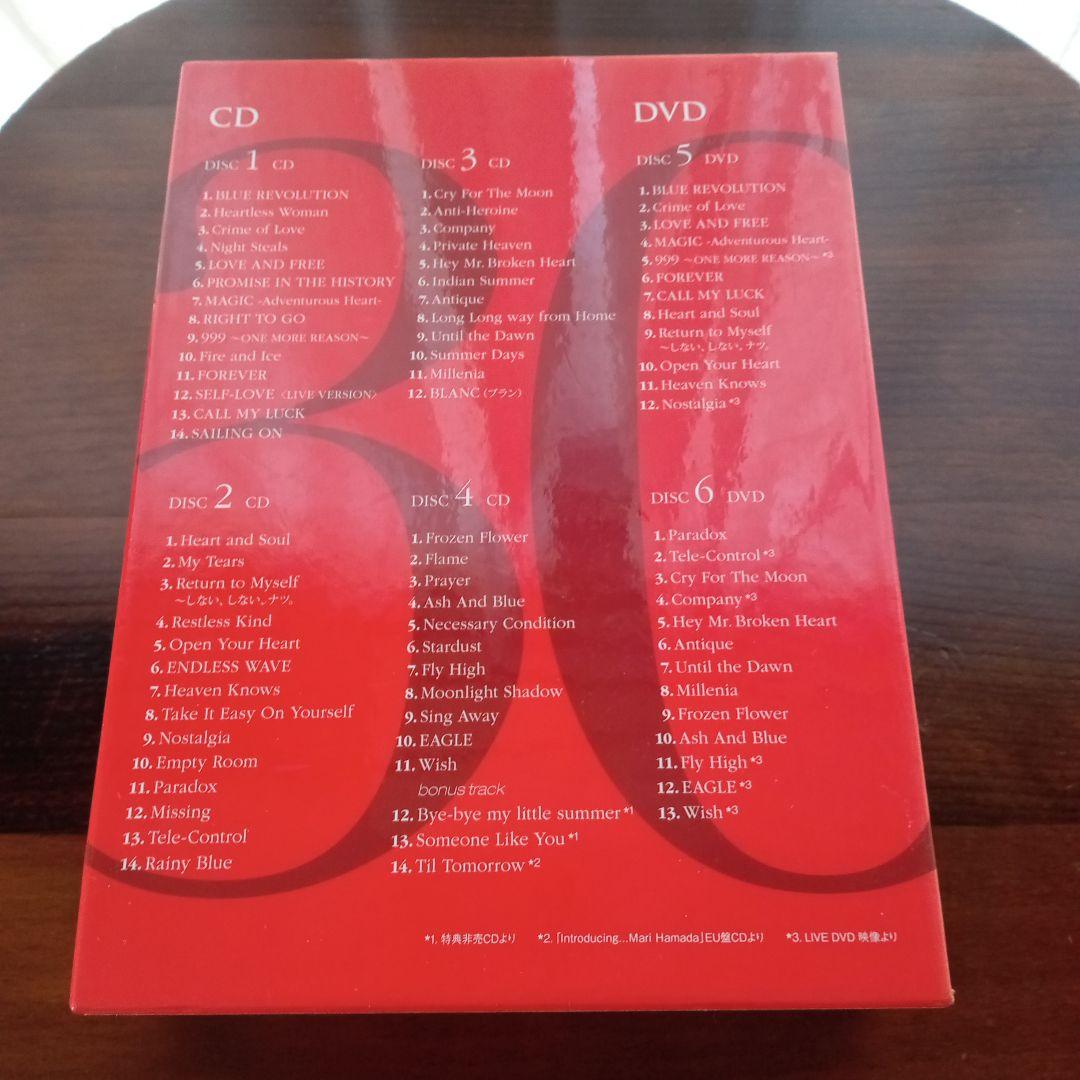 CD
DISC 1 CD
1. BLUE REVOLUTION
2. Heartless Woman
3. Crime of Love
4. Night Steals
5. LOVE AND FREE
6. PROMISE IN THE HISTORY
7. MAGIC -Adventurous Heart-
8. RIGHT TO GO
9. 999 ～ONE MORE REASON～
10. Fire and Ice
11. FOREVER
12. SELF-LOVE〈LIVE VERSION〉
13. CALL MY LUCK
14. SAILING ON
DISC 2 CD
1. Heart and Soul
2. My Tears
3. Return to Myself
～しない、しない、ナツ。
4. Restless Kind
5. Open Your Heart
6. ENDLESS WAVE
7. Heaven Knows
8. Take It Easy On Yourself
9. Nostalgia
10. Empty Room
11. Paradox
12. Missing
13. Tele-Control
14. Rainy Blue
DISC 3 CD
1. Cry For The Moon
2. Anti-Heroine
3. Company
4. Private Heaven
5. Hey Mr. Broken Heart
6. Indian Summer
7. Antique
8. Long Long way from Home
9. Until the Dawn
10. Summer Days
11. Millenia
12. BLANC（ブラン）
DISC 4 CD
1. Frozen Flower
2. Flame
3. Prayer
4. Ash And Blue
5. Necessary Condition
6. Stardust
7. Fly High
8. Moonlight Shadow
9. Sing Away
10. EAGLE
11. Wish
bonus track
12. Bye-bye my little summer*1
13. Someone Like You*1
14. Til Tomorrow*2
DVD
DISC 5 DVD
1. BLUE REVOLUTION
2. Crime of Love
3. LOVE AND FREE
4. MAGIC -Adventurous Heart-
5. 999 ～ONE MORE REASON～*3
6. FOREVER
7. CALL MY LUCK
8. Heart and Soul
9. Return to Myself
～しない、しない、ナツ。
10. Open Your Heart
11. Heaven Knows
12. Nostalgia*3
DISC 6 DVD
1. Paradox
2. Tele-Control*3
3. Cry For The Moon
4. Company*3
5. Hey Mr. Broken Heart
6. Antique
7. Until the Dawn
8. Millenia
9. Frozen Flower
10. Ash And Blue
11. Fly High*3
12. EAGLE*3
13. Wish*3
*1. 特典非売CDより *2.「Introducing...Mari Hamada」EU盤CDより *3. LIVE DVD 映像より
30